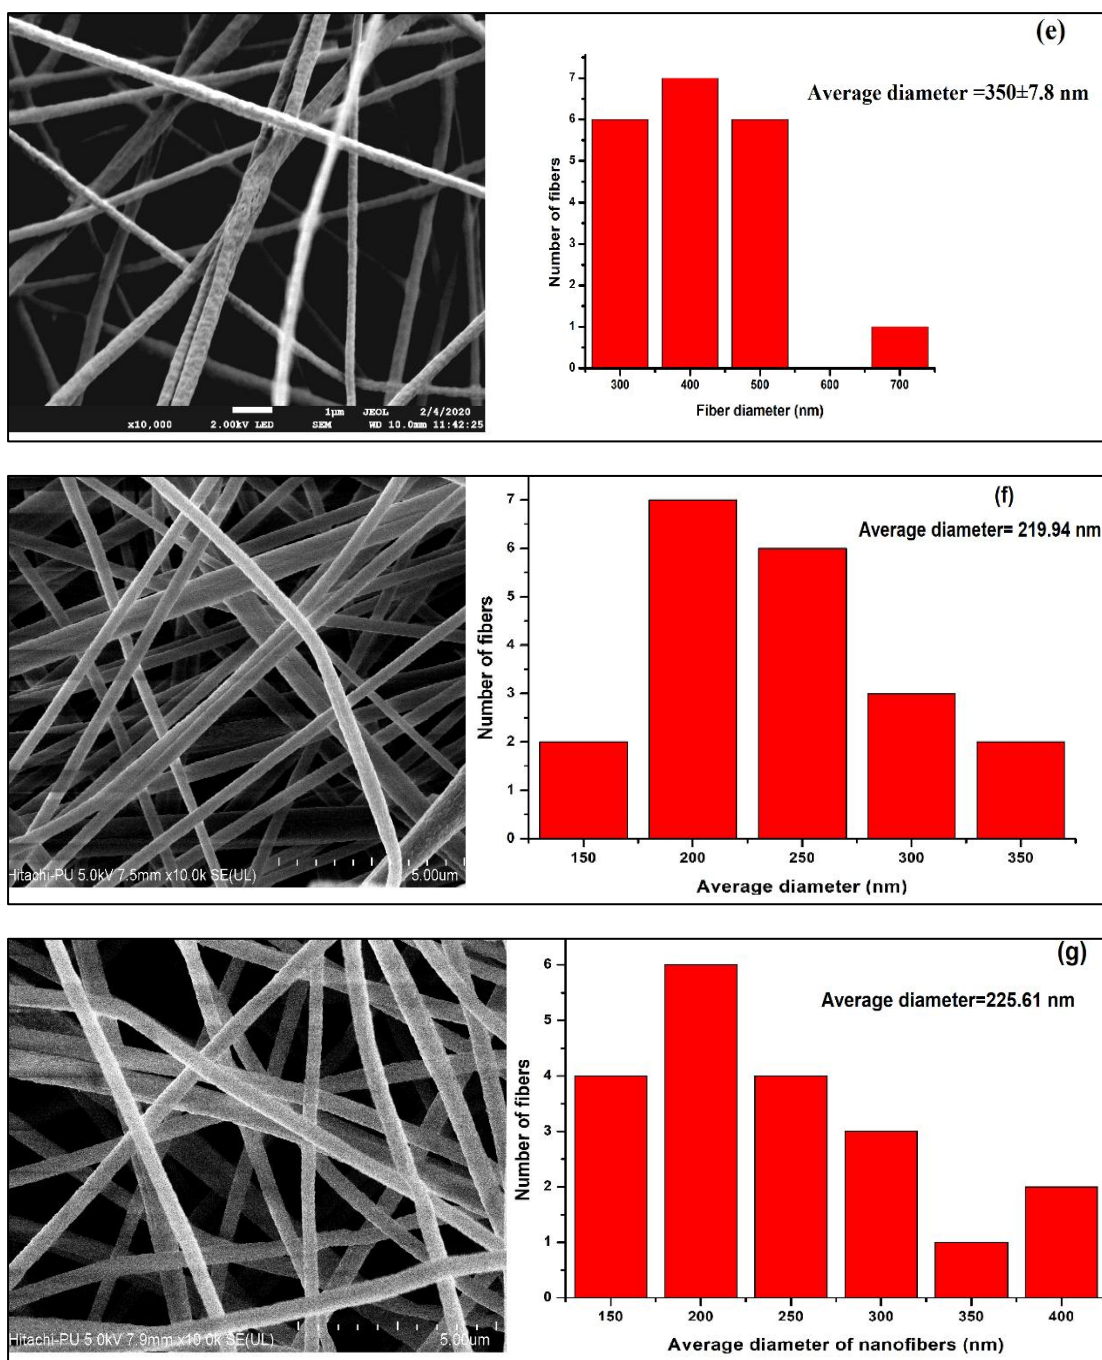 (e)
Average diameter =350±7.8 nm
Number of fibers
7
6
5
4
3
2
1
0
300 400 500 600 700
Fiber diameter (nm)
1µm JEOL 2/4/2020
x10,000 2.00kV LED SEM WD 10.0mm 11:42:25
(f)
Average diameter= 219.94 nm
Number of fibers
7
6
5
4
3
2
1
0
150 200 250 300 350
Average diameter (nm)
Hitachi-PU 5.0kV 7.5mm x10.0k SE(UL) 5.00um
(g)
Average diameter=225.61 nm
Number of fibers
6
5
4
3
2
1
0
150 200 250 300 350 400
Average diameter of nanofibers (nm)
Hitachi-PU 5.0kV 7.9mm x10.0k SE(UL) 5.00um